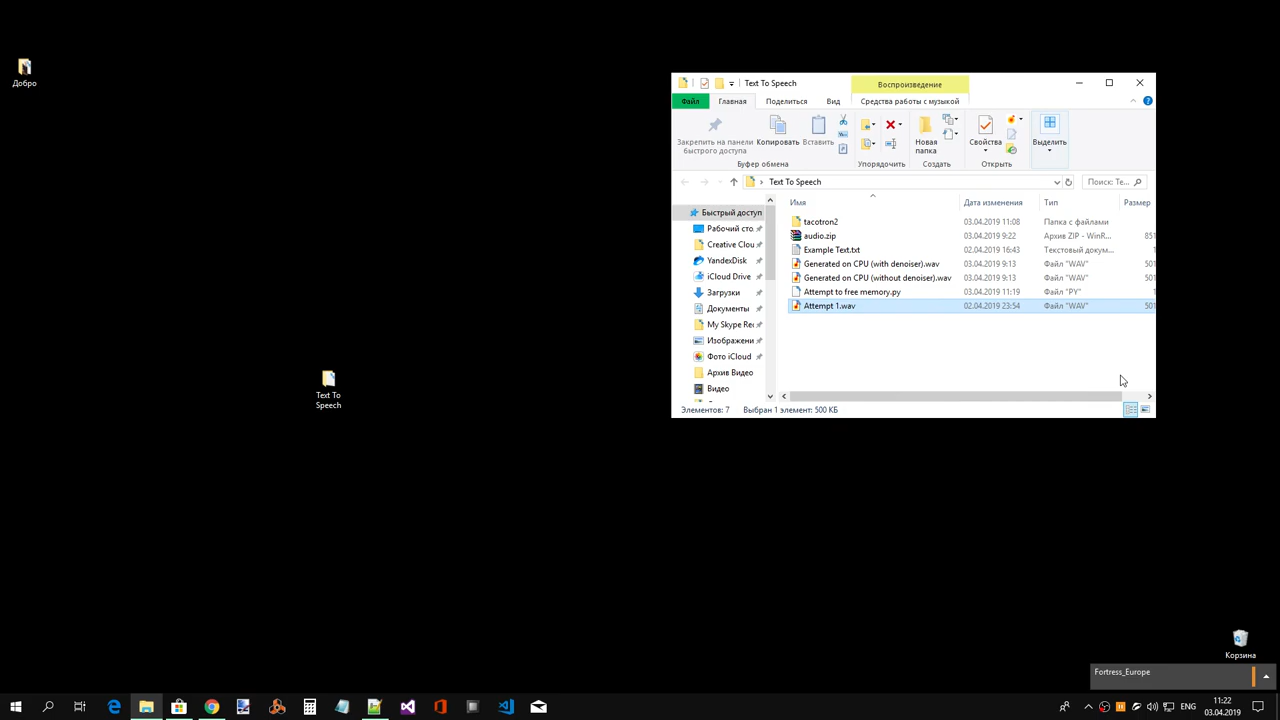 Добро
Text To
Speech
Text To Speech
Воспроизведение
Файл
Главная
Поделиться
Вид
Средства работы с музыкой
Закрепить на панели
быстрого доступа
Копировать
Вставить
Новая
папка
Свойства
Выделить
Буфер обмена
Упорядочить
Создать
Открыть
Text To Speech
Поиск: Te...
Имя
Дата изменения
Тип
Размер
Быстрый доступ
Рабочий сто.
Creative Clou
YandexDisk
iCloud Drive
Загрузки
Документы
My Skype Rec
Изображени
Фото iCloud
Архив Видео
Видео
tacotron2 03.04.2019 11:08 Папка с файлами
audio.zip 03.04.2019 9:22 Архив ZIP - WinR... 851
Example Text.txt 02.04.2019 16:43 Текстовый докум... 1
Generated on CPU (with denoiser).wav 03.04.2019 9:13 Файл "WAV" 501
Generated on CPU (without denoiser).wav 03.04.2019 9:13 Файл "WAV" 501
Attempt to free memory.py 03.04.2019 11:19 Файл "PY" 1
Attempt 1.wav 02.04.2019 23:54 Файл "WAV" 501
Элементов: 7 Выбран 1 элемент: 500 КБ
Корзина
Fortress_Europe
ENG
11:22
03.04.2019